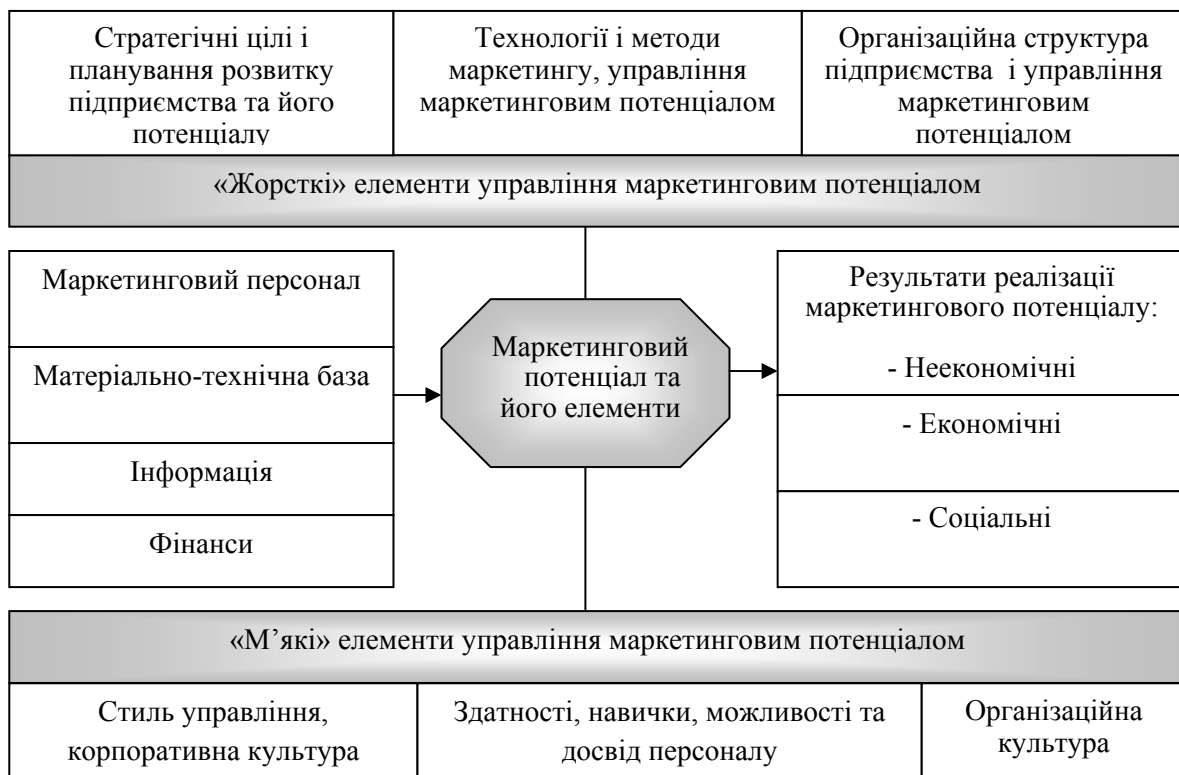 Стратегічні цілі і
планування розвитку
підприємства та його
потенціалу
Технології і методи
маркетингу, управління
маркетинговим потенціалом
Організаційна структура
підприємства і управління
маркетинговим
потенціалом
«Жорсткі» елементи управління маркетинговим потенціалом
Маркетинговий персонал
Матеріально-технічна база
Інформація
Фінанси
Маркетинговий
потенціал та
його елементи
Результати реалізації
маркетингового потенціалу:
- Неекономічні
- Економічні
- Соціальні
«М’які» елементи управління маркетинговим потенціалом
Стиль управління,
корпоративна культура
Здатності, навички, можливості та
досвід персоналу
Організаційна
культура